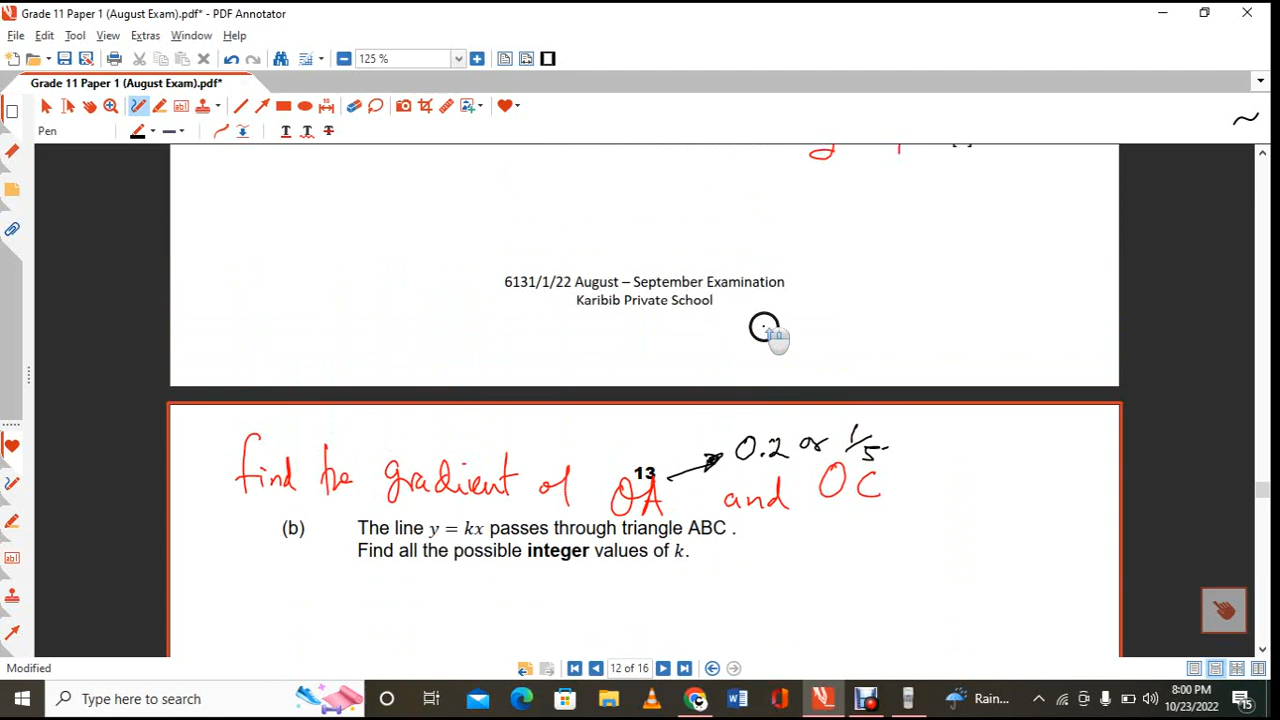 Grade 11 Paper 1 (August Exam).pdf* - PDF Annotator
File Edit Tool View Extras Window Help
125 %
Grade 11 Paper 1 (August Exam).pdf*
Pen
6131/1/22 August – September Examination
Karibib Private School
13
0.2 or 1/5
find the gradient of OA and OC
(b) The line y = kx passes through triangle ABC .
Find all the possible integer values of k.
12 of 16
Modified
Type here to search
Rain...
8:00 PM
10/23/2022
15